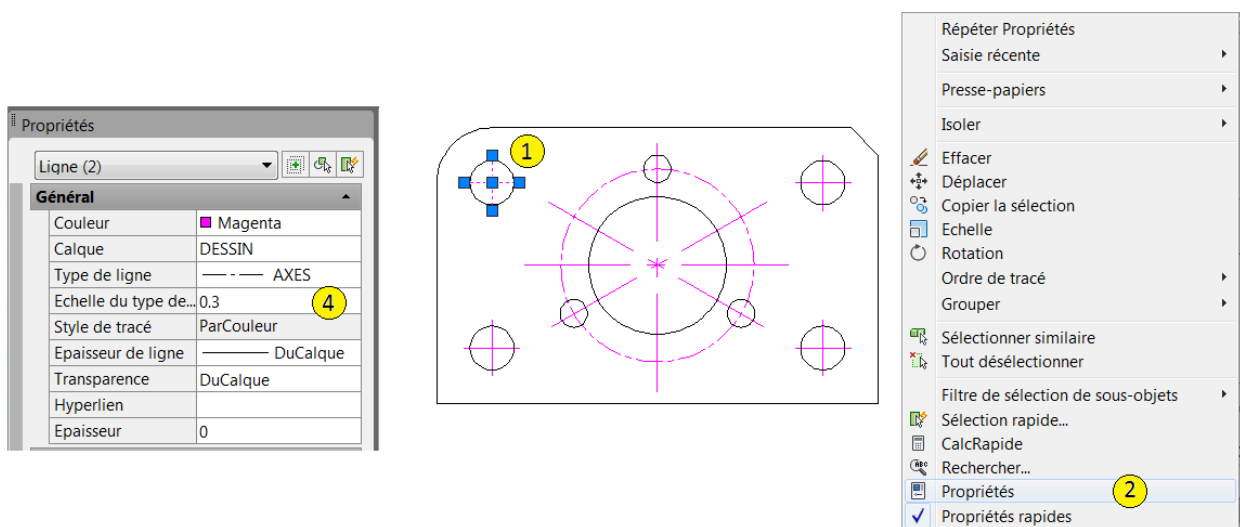 Propriétés
Ligne (2)
Général
Couleur Magenta
Calque DESSIN
Type de ligne AXES
Echelle du type de... 0.3
4
Style de tracé ParCouleur
Epaisseur de ligne DuCalque
Transparence DuCalque
Hyperlien
Epaisseur 0
1
Répéter Propriétés
Saisie récente
Presse-papiers
Isoler
Effacer
Déplacer
Copier la sélection
Echelle
Rotation
Ordre de tracé
Grouper
Sélectionner similaire
Tout désélectionner
Filtre de sélection de sous-objets
Sélection rapide...
CalcRapide
ABC
Rechercher...
Propriétés
2
Propriétés rapides